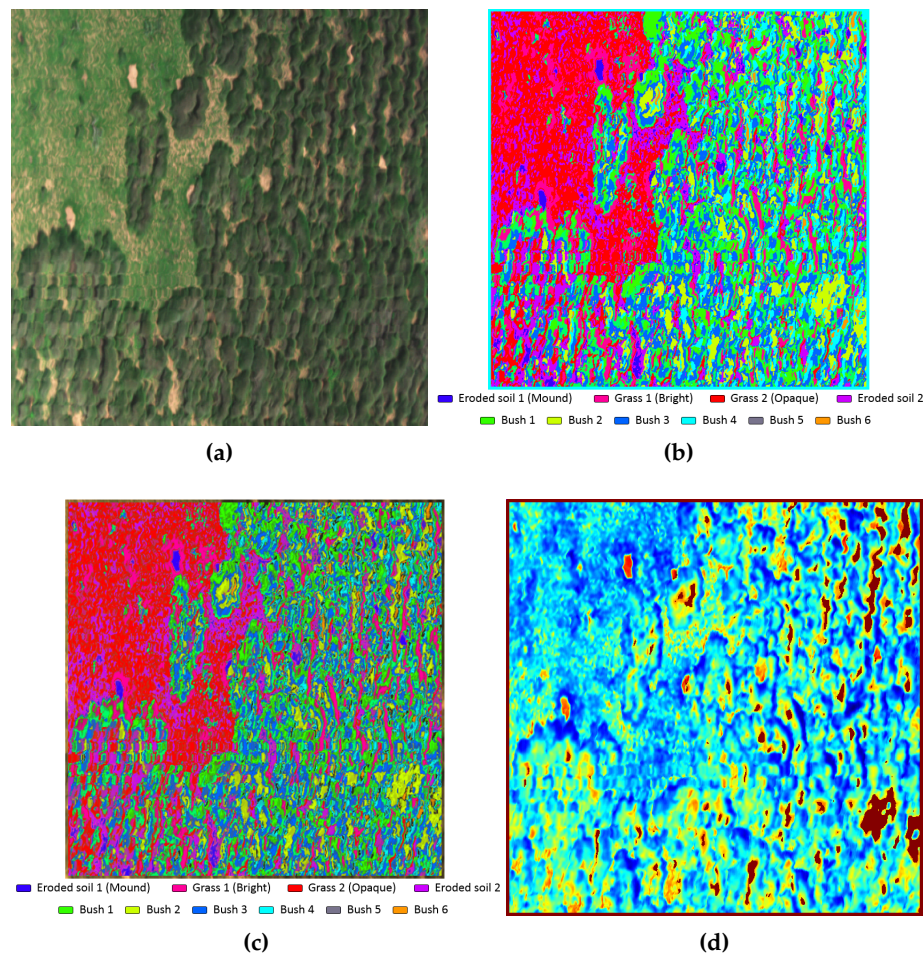 (a)
(b)
Eroded soil 1 (Mound) Grass 1 (Bright) Grass 2 (Opaque) Eroded soil 2
Bush 1 Bush 2 Bush 3 Bush 4 Bush 5 Bush 6
(c)
Eroded soil 1 (Mound) Grass 1 (Bright) Grass 2 (Opaque) Eroded soil 2
Bush 1 Bush 2 Bush 3 Bush 4 Bush 5 Bush 6
(d)